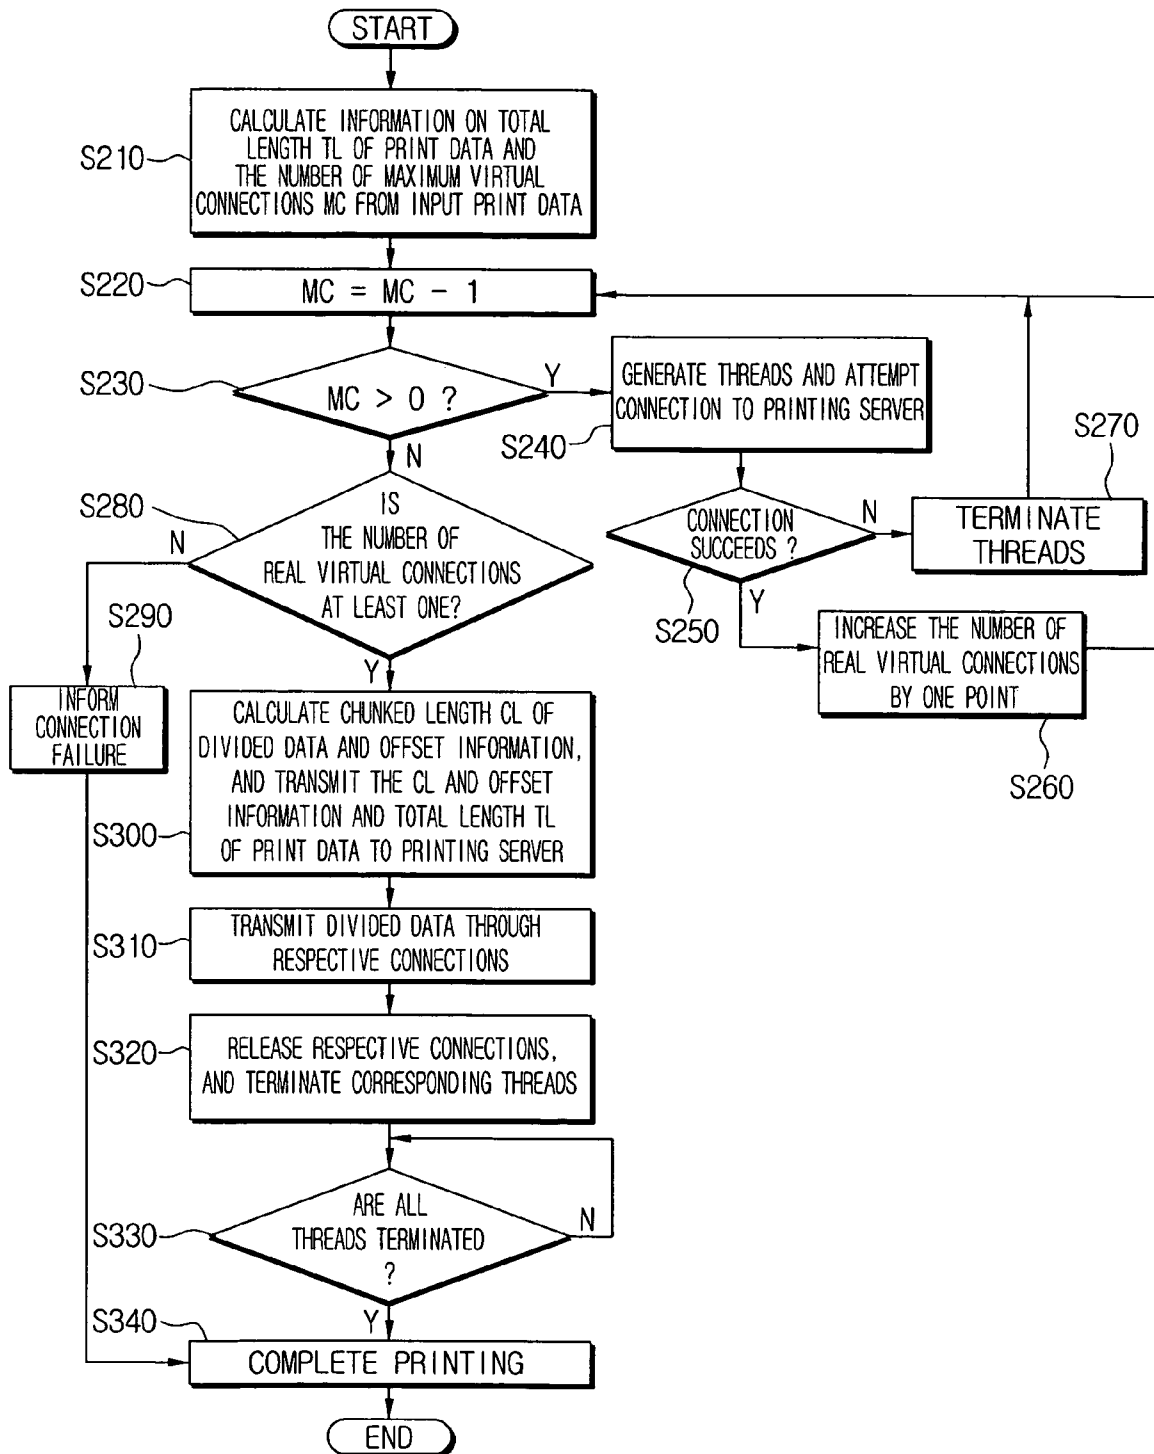 START
S210
CALCULATE INFORMATION ON TOTAL
LENGTH TL OF PRINT DATA AND
THE NUMBER OF MAXIMUM VIRTUAL
CONNECTIONS MC FROM INPUT PRINT DATA
S220
MC = MC - 1
S230
MC > 0 ?
Y
N
GENERATE THREADS AND ATTEMPT
CONNECTION TO PRINTING SERVER
S240
S270
CONNECTION
SUCCEEDS ?
N
Y
S250
TERMINATE
THREADS
S280
IS
THE NUMBER OF
REAL VIRTUAL CONNECTIONS
AT LEAST ONE?
N
Y
INCREASE THE NUMBER OF
REAL VIRTUAL CONNECTIONS
BY ONE POINT
S260
S290
INFORM
CONNECTION
FAILURE
CALCULATE CHUNKED LENGTH CL OF
DIVIDED DATA AND OFFSET INFORMATION,
AND TRANSMIT THE CL AND OFFSET
INFORMATION AND TOTAL LENGTH TL
OF PRINT DATA TO PRINTING SERVER
S300
S310
TRANSMIT DIVIDED DATA THROUGH
RESPECTIVE CONNECTIONS
S320
RELEASE RESPECTIVE CONNECTIONS,
AND TERMINATE CORRESPONDING THREADS
S330
ARE ALL
THREADS TERMINATED
?
N
Y
S340
COMPLETE PRINTING
END